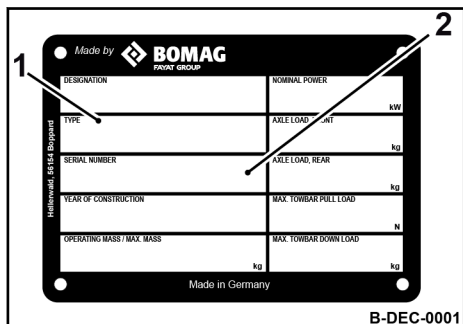 1
2
Made by BOMAG
FAYAT GROUP
DESIGNATION
NOMINAL POWER
kW
TYPE
AXLE LOAD, FRONT
kg
SERIAL NUMBER
AXLE LOAD, REAR
kg
YEAR OF CONSTRUCTION
MAX. TOWBAR PULL LOAD
N
OPERATING MASS / MAX. MASS
kg
MAX. TOWBAR DOWN LOAD
kg
Hellerwald, 56154 Boppard
Made in Germany
B-DEC-0001